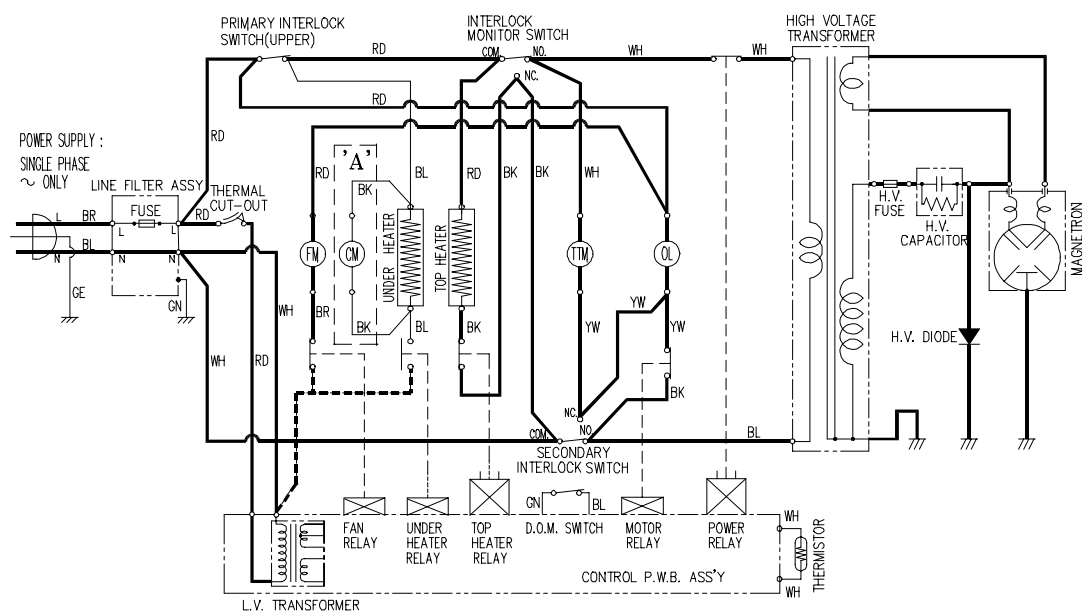 PRIMARY INTERLOCK
SWITCH(UPPER)
INTERLOCK
MONITOR SWITCH
HIGH VOLTAGE
TRANSFORMER
RD
COM.
NO.
WH
WH
NC.
RD
RD
POWER SUPPLY :
SINGLE PHASE
~ ONLY
'A'
RD
BK
BL
RD
BK
BK
WH
LINE FILTER ASSY
THERMAL
CUT-OUT
FUSE
RD
L
BR
L
L
BL
N
N
N
GE
GN
FM
CM
UNDER HEATER
TOP HEATER
TTM
OL
H.V.
FUSE
H.V.
CAPACITOR
MAGNETRON
WH
BR
BK
BL
BK
YW
YW
YW
H.V. DIODE
WH
RD
BK
NC.
NO.
COM.
BL
SECONDARY
INTERLOCK SWITCH
GN
BL
FAN
RELAY
UNDER
HEATER
RELAY
TOP
HEATER
RELAY
D.O.M. SWITCH
MOTOR
RELAY
POWER
RELAY
WH
THERMISTOR
WH
CONTROL P.W.B. ASS'Y
L.V. TRANSFORMER